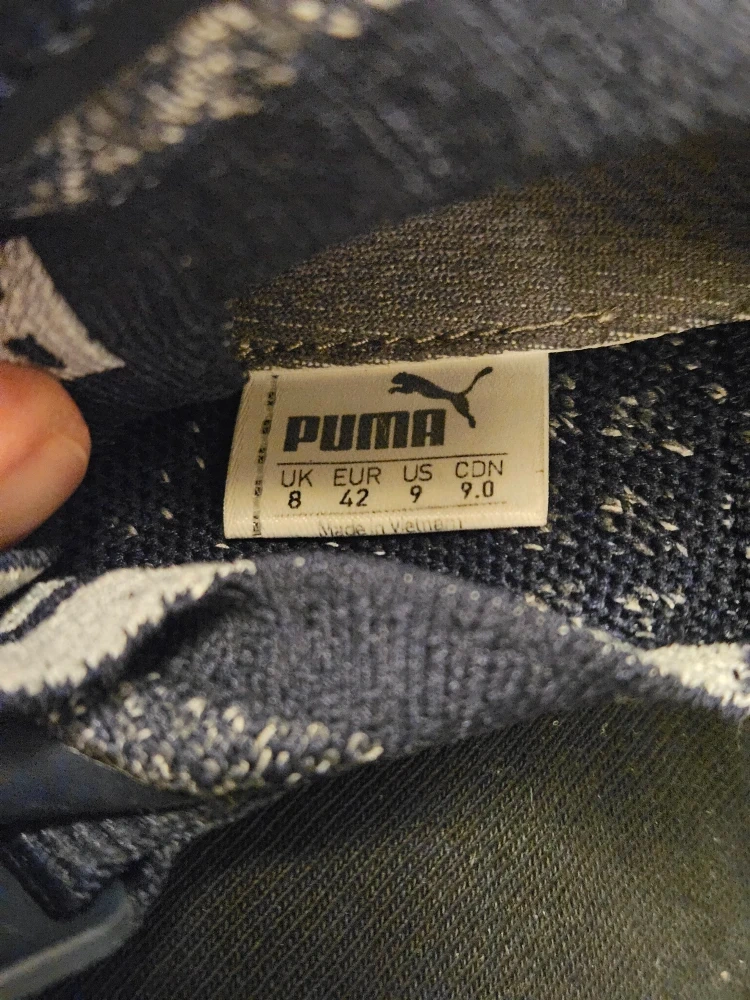 PUMA
UK EUR US CDN
8 42 9 9.0
Made in Vietnam